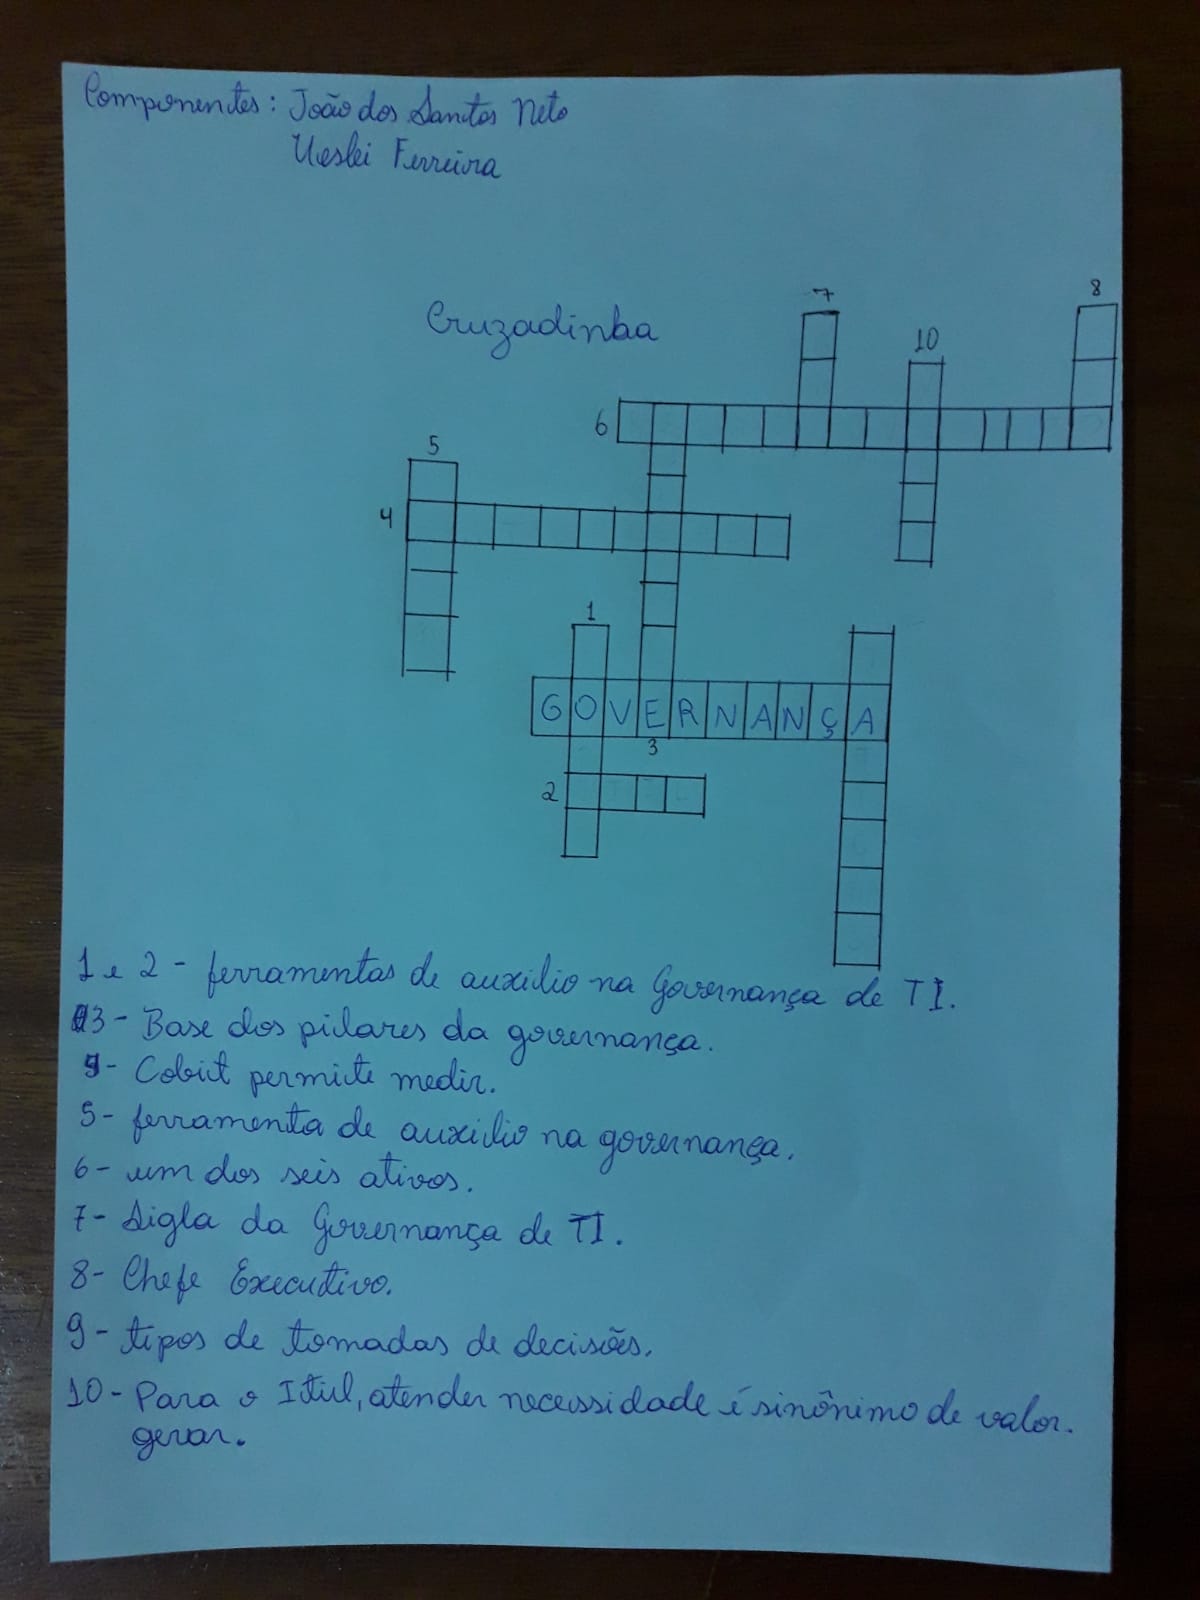 Componentes: João dos Santos Neto
Ueslei Ferreira
Cruzadinha
7
8
10
6
5
4
1
GOVERNANÇA
3
2
1 e 2 - ferramentas de auxilio na Governança de TI.
3 - Base dos pilares da governança.
4 - Cobit permite medir.
5 - ferramenta de auxilio na governança.
6 - um dos seis ativos.
7 - Sigla da Governança de TI.
8 - Chefe Executivo.
9 - tipos de tomadas de decisões.
10 - Para o Itil, atender necessidade é sinônimo de valor.
gerar.